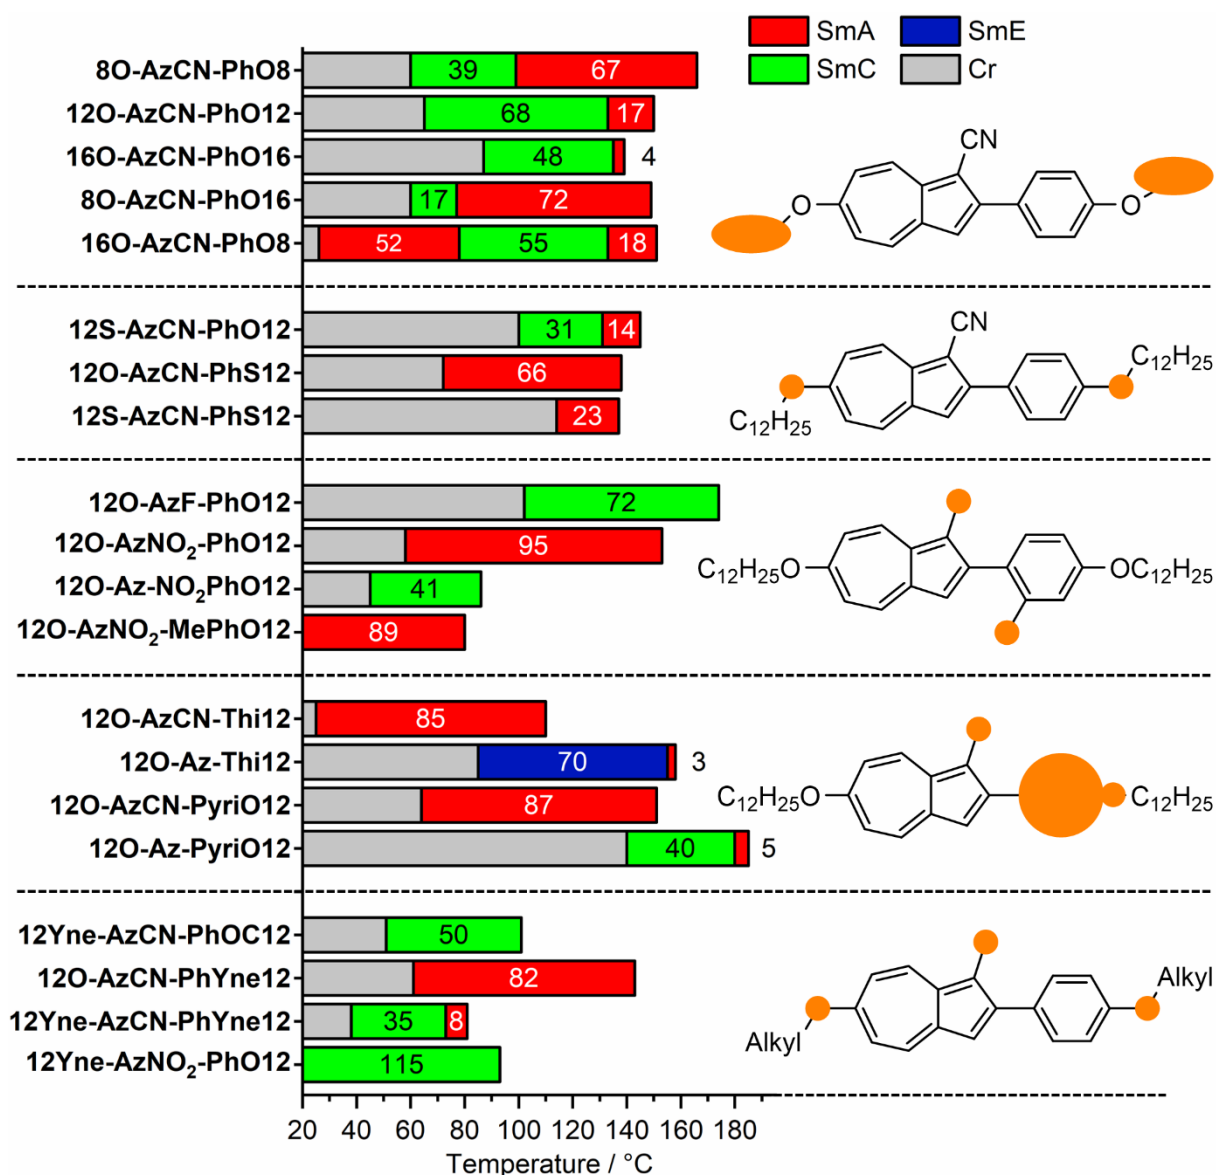 SmA SmE
SmC Cr
8O-AzCN-PhO8 39 67
12O-AzCN-PhO12 68 17
16O-AzCN-PhO16 48 4
8O-AzCN-PhO16 17 72
16O-AzCN-PhO8 52 55 18
CN
O
O
12S-AzCN-PhO12 31 14
12O-AzCN-PhS12 66
12S-AzCN-PhS12 23
CN
C₁₂H₂₅
C₁₂H₂₅
12O-AzF-PhO12 72
12O-AzNO₂-PhO12 95
12O-Az-NO₂PhO12 41
12O-AzNO₂-MePhO12 89
C₁₂H₂₅O OC₁₂H₂₅
12O-AzCN-Thi12 85
12O-Az-Thi12 70 3
12O-AzCN-PyriO12 87
12O-Az-PyriO12 40 5
C₁₂H₂₅O C₁₂H₂₅
12Yne-AzCN-PhOC12 50
12O-AzCN-PhYne12 82
12Yne-AzCN-PhYne12 35 8
12Yne-AzNO₂-PhO12 115
Alkyl
Alkyl
20 40 60 80 100 120 140 160 180
Temperature / °C